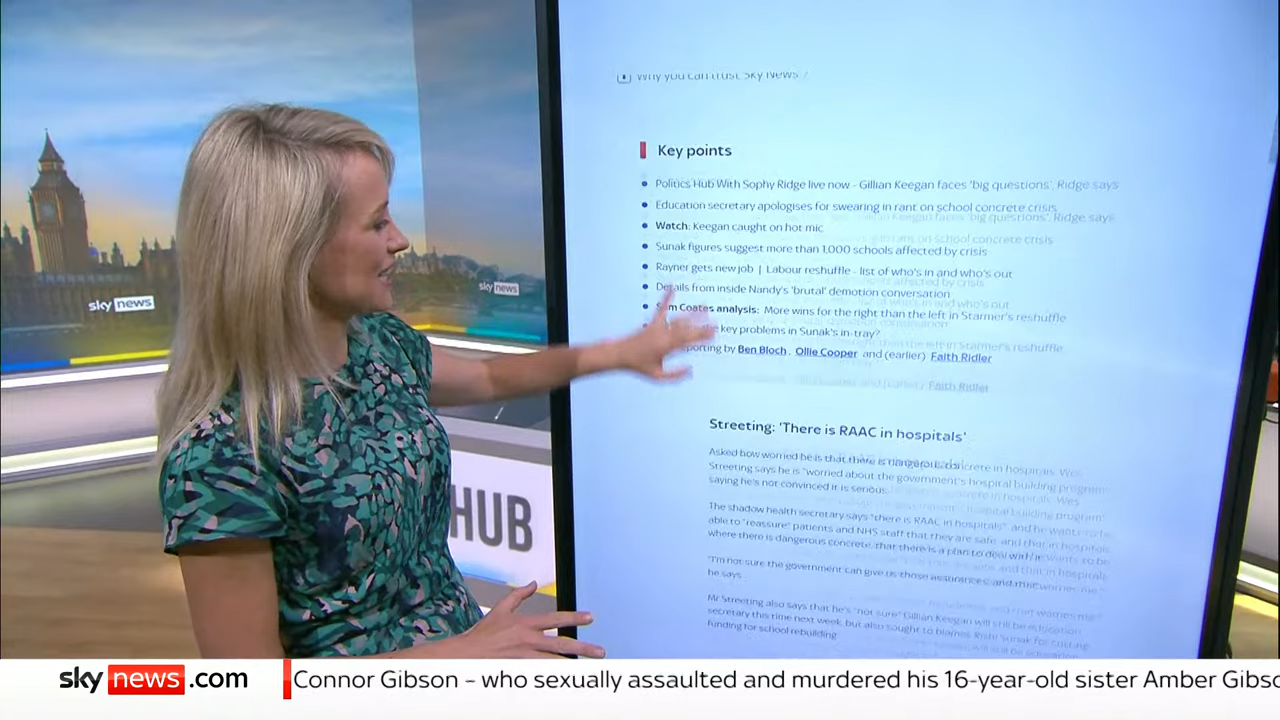 Why you can trust Sky News
Key points
Politics Hub With Sophy Ridge live now - Gillian Keegan faces 'big questions', Ridge says
Education secretary apologises for swearing in rant on school concrete crisis
Watch: Keegan caught on hot mic
Sunak figures suggest more than 1,000 schools affected by crisis
Rayner gets new job | Labour reshuffle - list of who's in and who's out
Details from inside Nandy's 'brutal' demotion conversation
Sam Coates analysis: More wins for the right than the left in Starmer's reshuffle
key problems in Sunak's in-tray?
reporting by Ben Bloch, Ollie Cooper and (earlier) Faith Ridler
Streeting: 'There is RAAC in hospitals'
Asked how worried he is that there is dangerous concrete in hospitals, Wes
Streeting says he is "worried about the government's hospital building program"
saying he's not convinced it is serious.
The shadow health secretary says "there is RAAC in hospitals" and he wants to be
able to "reassure" patients and NHS staff that they are safe, and that in hospitals
where there is dangerous concrete, that there is a plan to deal with
"I'm not sure the government can give us those assurances, and that worries me,"
he says.
Mr Streeting also says that he's "not sure" Gillian Keegan will still be education
secretary this time next week, but also sought to blame Rishi Sunak for cutting
funding for school rebuilding
sky news
sky news
HUB
sky news.com
Connor Gibson – who sexually assaulted and murdered his 16-year-old sister Amber Gibso